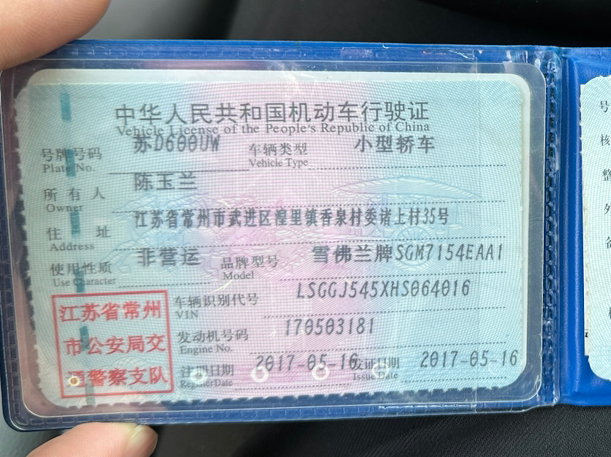 中华人民共和国机动车行驶证
Vehicle License of the People's Republic of China
号牌号码 苏D600UW 车辆类型 小型轿车
Plate No. Vehicle Type
所有人 陈玉兰
Owner
住址 江苏省常州市武进区湟里镇香泉村委诸上村35号
Address
使用性质 非营运 品牌型号 雪佛兰牌SGM7154EAA1
Use Character Model
车辆识别代号 LSGGJ545XHS064016
VIN
发动机号码 170503181
Engine No.
注册日期 2017-05-16 发证日期 2017-05-16
Register Date Issue Date
江苏省常州
市公安局交
通警察支队